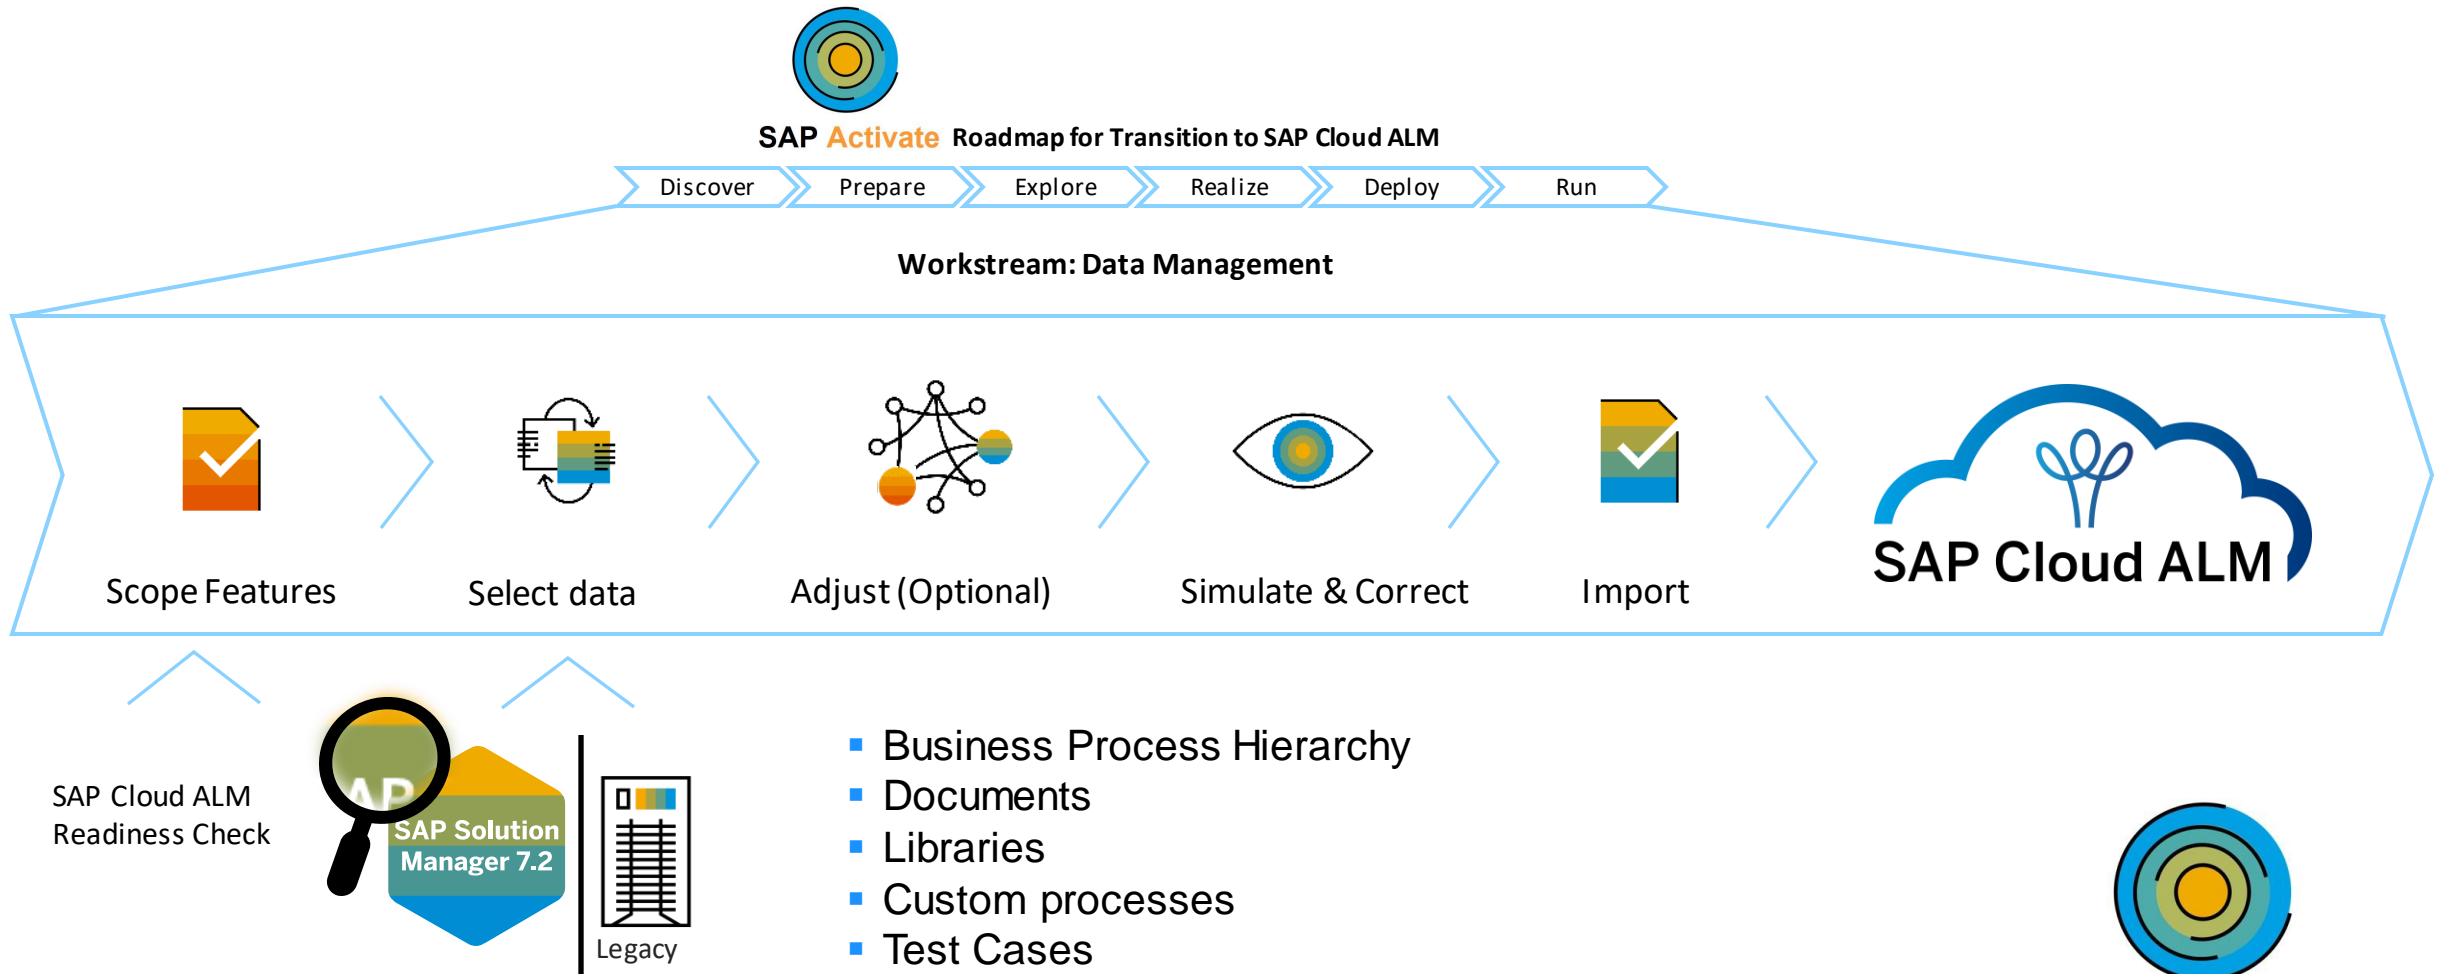 SAP Activate Roadmap for Transition to SAP Cloud ALM
Discover Prepare Explore Realize Deploy Run
Workstream: Data Management
Scope Features
Select data
Adjust (Optional)
Simulate & Correct
Import
SAP Cloud ALM
SAP Cloud ALM
Readiness Check
AP
SAP Solution
Manager 7.2
Legacy
Business Process Hierarchy
Documents
Libraries
Custom processes
Test Cases